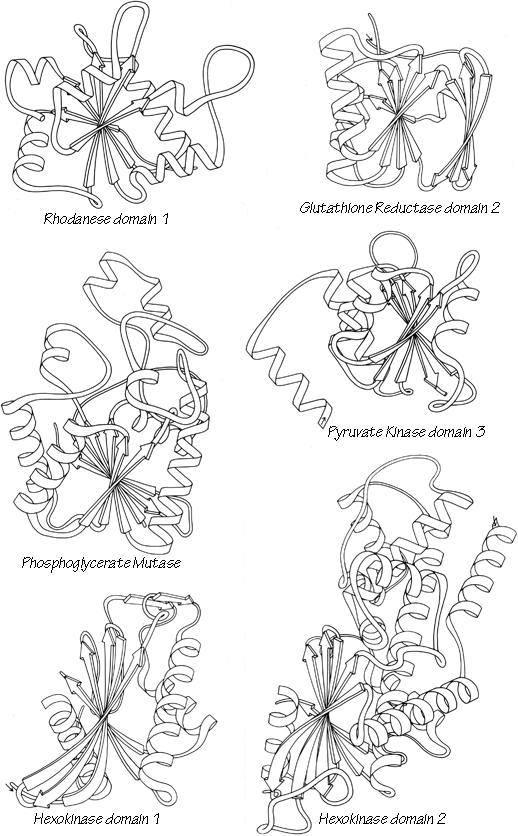 Rhodanese domain 1
Glutathione Reductase domain 2
Pyruvate Kinase domain 3
Phosphoglycerate Mutase
Hexokinase domain 1
Hexokinase domain 2